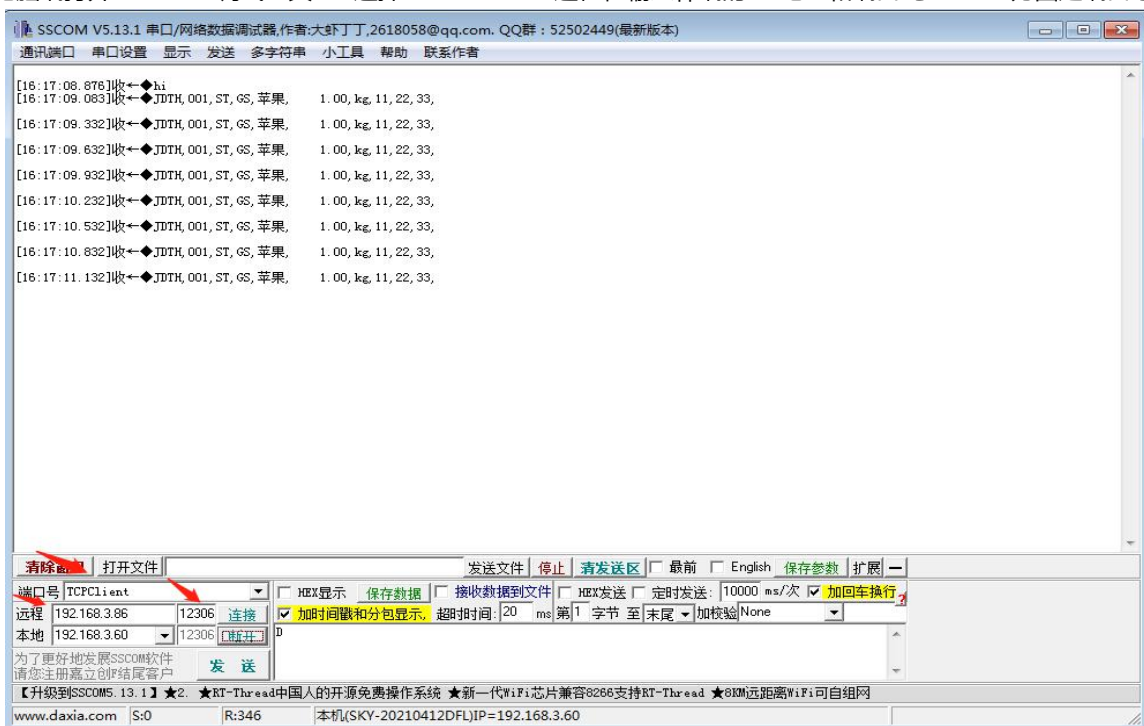 SSCOM V5.13.1 串口/网络数据调试器,作者:大虾丁丁,2618058@qq.com. QQ群：52502449(最新版本)
通讯端口 串口设置 显示 发送 多字符串 小工具 帮助 联系作者
[16:17:08.876]收←◆hi
[16:17:09.083]收←◆JDTH,001,ST,GS,苹果,    1.00,kg,11,22,33,
[16:17:09.332]收←◆JDTH,001,ST,GS,苹果,    1.00,kg,11,22,33,
[16:17:09.632]收←◆JDTH,001,ST,GS,苹果,    1.00,kg,11,22,33,
[16:17:09.932]收←◆JDTH,001,ST,GS,苹果,    1.00,kg,11,22,33,
[16:17:10.232]收←◆JDTH,001,ST,GS,苹果,    1.00,kg,11,22,33,
[16:17:10.532]收←◆JDTH,001,ST,GS,苹果,    1.00,kg,11,22,33,
[16:17:10.832]收←◆JDTH,001,ST,GS,苹果,    1.00,kg,11,22,33,
[16:17:11.132]收←◆JDTH,001,ST,GS,苹果,    1.00,kg,11,22,33,
清除 打开文件 发送文件 停止 清发送区 最前 English 保存参数 扩展 —
端口号 TCPClient HEX显示 保存数据 接收数据到文件 HEX发送 定时发送: 10000 ms/次 加回车换行
远程 192.168.3.86 12306 连接 加时间戳和分包显示, 超时时间: 20 ms 第 1 字节 至 末尾 加校验 None
本地 192.168.3.60 12306 断开 D
为了更好地发展SSCOM软件
请您注册嘉立创F结尾客户 发 送
【升级到SSCOM5.13.1】★2. ★RT-Thread中国人的开源免费操作系统 ★新一代WiFi芯片兼容8266支持RT-Thread ★8KM远距离WiFi可自组网
www.daxia.com S:0 R:346 本机(SKY-20210412DFL)IP=192.168.3.60